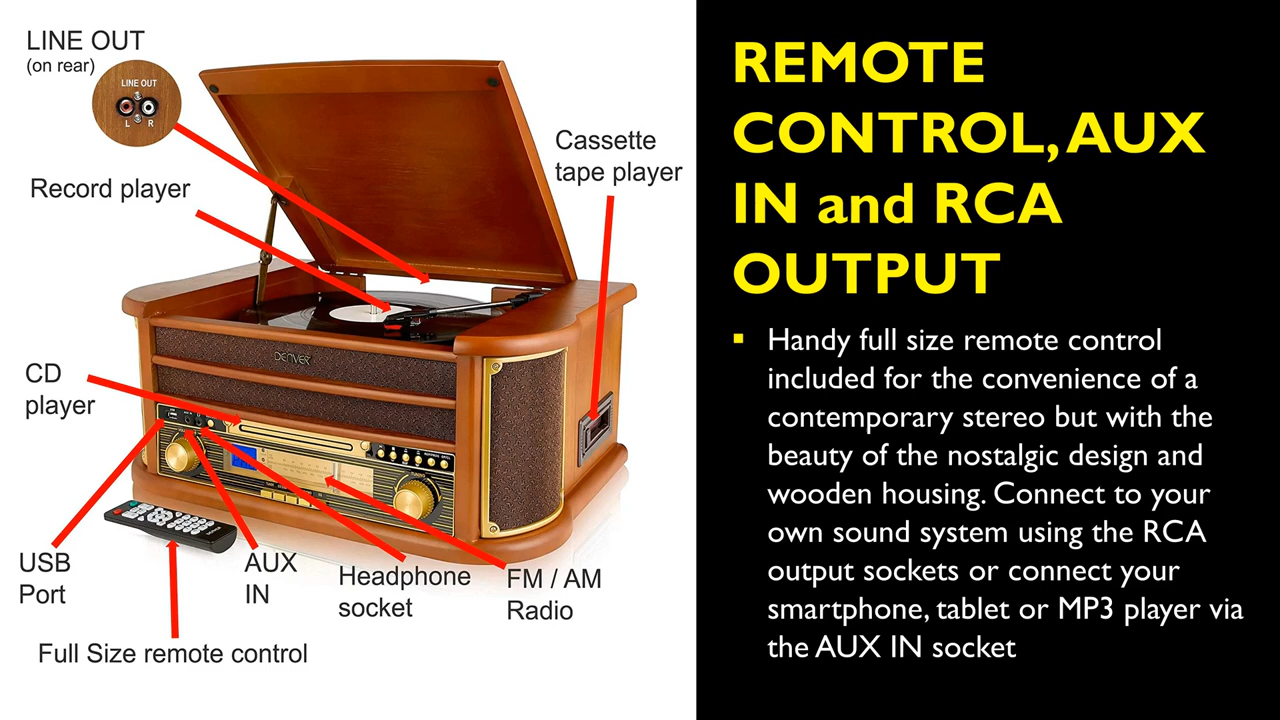 LINE OUT
(on rear)
LINE OUT
L R
Record player
Cassette
tape player
DENVER
CD
player
USB
Port
AUX
IN
Headphone
socket
FM / AM
Radio
Full Size remote control
REMOTE
CONTROL, AUX
IN and RCA
OUTPUT
▪ Handy full size remote control
included for the convenience of a
contemporary stereo but with the
beauty of the nostalgic design and
wooden housing. Connect to your
own sound system using the RCA
output sockets or connect your
smartphone, tablet or MP3 player via
the AUX IN socket